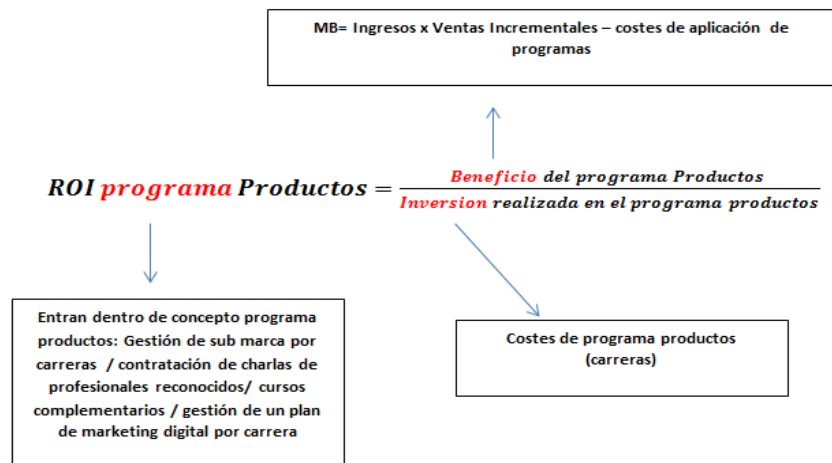 MB= Ingresos x Ventas Incrementales – costes de aplicación de
programas
ROI programa Productos = Beneficio del programa Productos
Inversion realizada en el programa productos
Entran dentro de concepto programa
productos: Gestión de sub marca por
carreras / contratación de charlas de
profesionales reconocidos/ cursos
complementarios / gestión de un plan
de marketing digital por carrera
Costes de programa productos
(carreras)